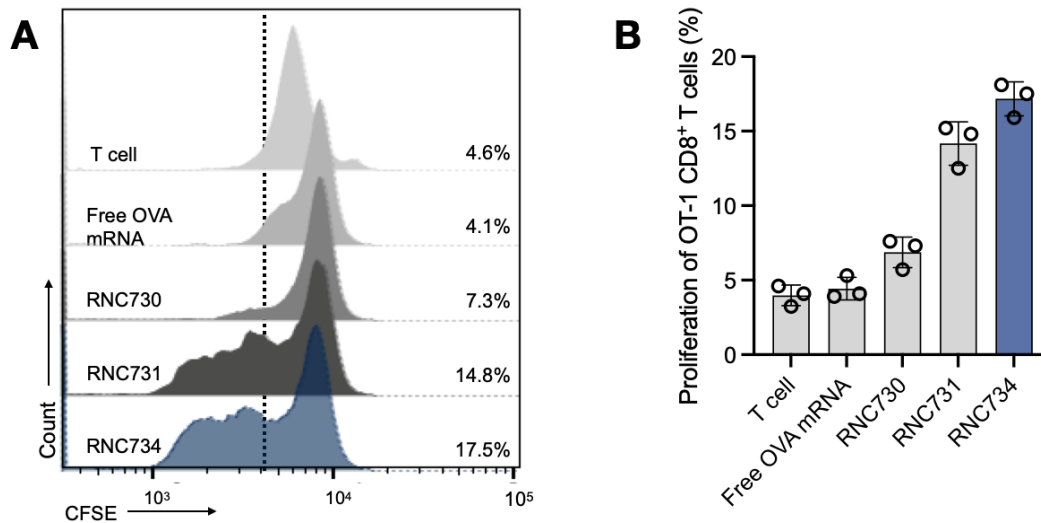 A
T cell
4.6%
Free OVA
mRNA
4.1%
RNC730
7.3%
RNC731
14.8%
RNC734
17.5%
Count
10³
10⁴
10⁵
CFSE
B
Proliferation of OT-1 CD8⁺ T cells (%)
20
15
10
5
0
T cell
Free OVA mRNA
RNC730
RNC731
RNC734